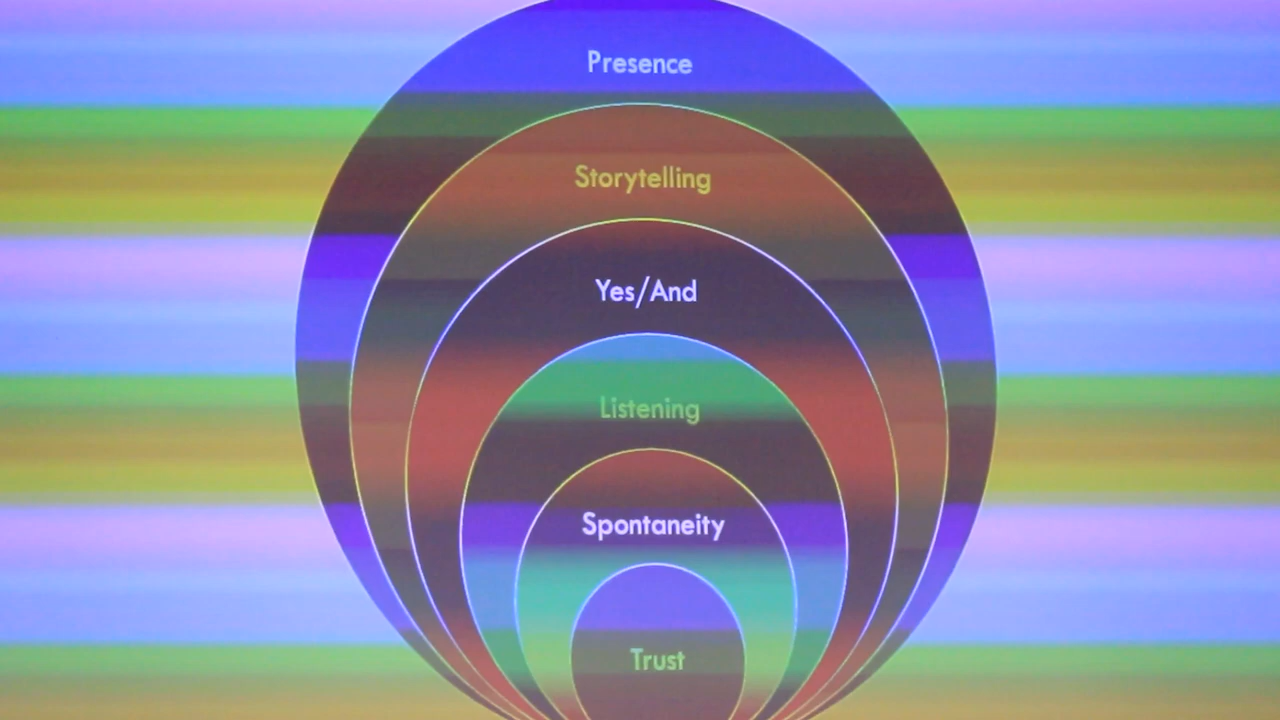 Presence
Storytelling
Yes/And
Listening
Spontaneity
Trust